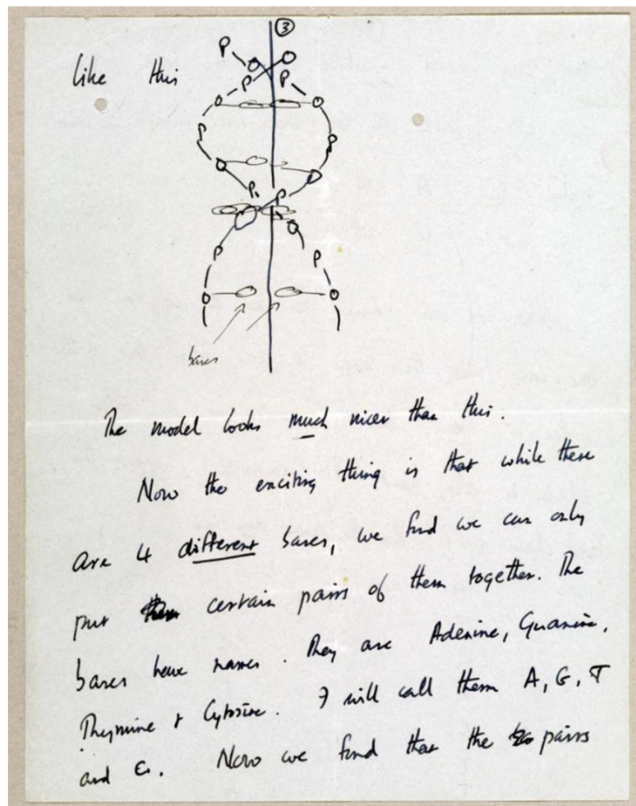 ③
like this
P O
P P
O O
P P
O O
P P
O O
P P
O O
bases
The model looks much nicer than this.
Now the exciting thing is that while there
are 4 different bases, we find we can only
put certain pairs of them together. The
bases have names. They are Adenine, Guanine,
Thymine & Cytosine. I will call them A, G, T
and C. Now we find that the pairs